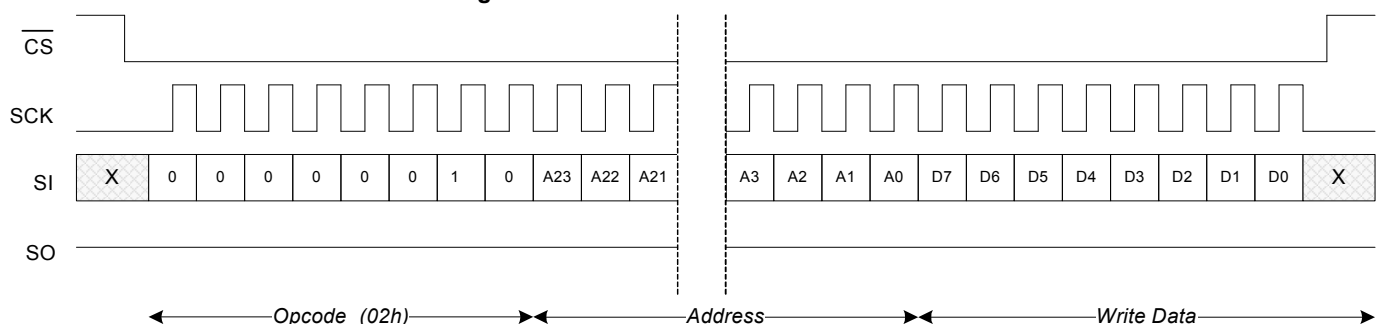 CS
SCK
SI X 0 0 0 0 0 0 1 0 A23 A22 A21 A3 A2 A1 A0 D7 D6 D5 D4 D3 D2 D1 D0 X
SO
Opcode (02h) Address Write Data